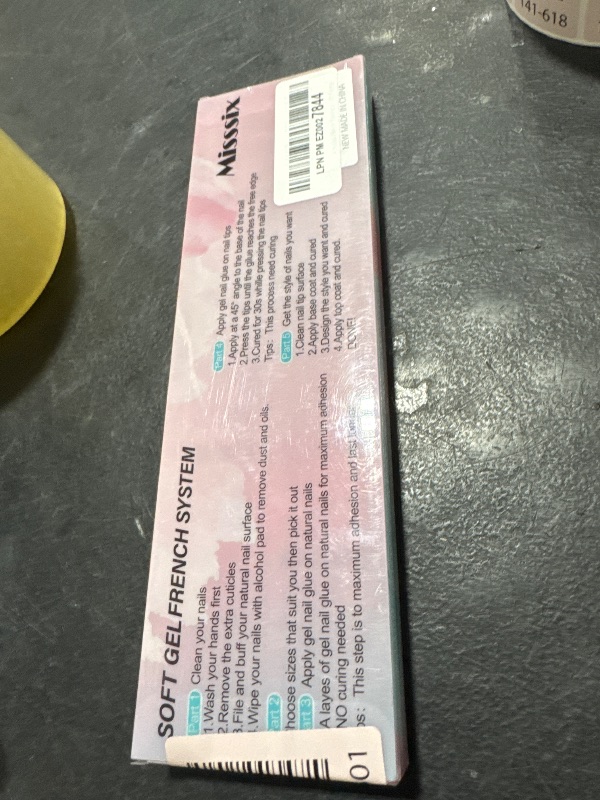 141-618
SOFT GEL FRENCH SYSTEM
Misssix
Part 1 Clean your nails
1.Wash your hands first
2.Remove the extra cuticles
3.File and buff your natural nail surface
.Wipe your nails with alcohol pad to remove dust and oils.
art 2
hoose sizes that suit you then pick it out
art 3 Apply gel nail glue on natural nails
A layes of gel nail glue on natural nails for maximum adhesion
NO curing needed
ps: This step is to maximum adhesion and last
Part 4 Apply gel nail glue on nail tips
1.Apply at a 45° angle to the base of the nail
2.Press the tips until the glue reaches the free edge
3.Cured for 30s while pressing the nail tips
Tips: This process need curing
Part 5 Get the style of nails you want
1.Clean nail tip surface
2.Apply base coat and cured
3.Design the style you want and cured
4.Apply top coat and cured.
DONE!
LPN PM EZ0027844
NEW MADE IN CHINA
01